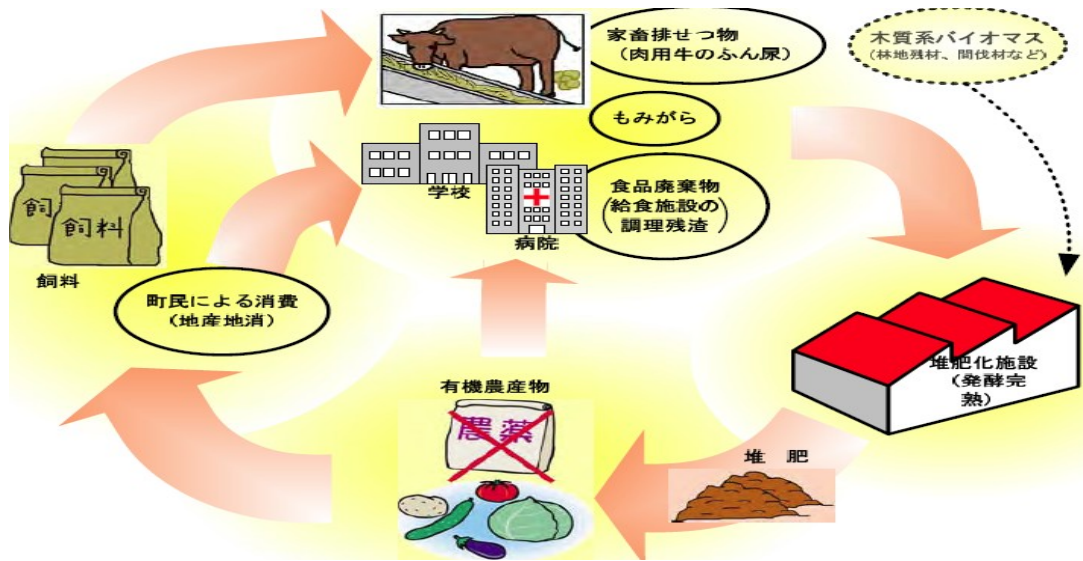 家畜排せつ物
(肉用牛のふん尿)
木質系バイオマス
(林地残材、間伐材など)
もみがら
学校
病院
食品廃棄物
(給食施設の
調理残渣)
飼
飼料
飼料
町民による消費
(地産地消)
堆肥化施設
(発酵完
熟)
有機農産物
農薬
堆 肥